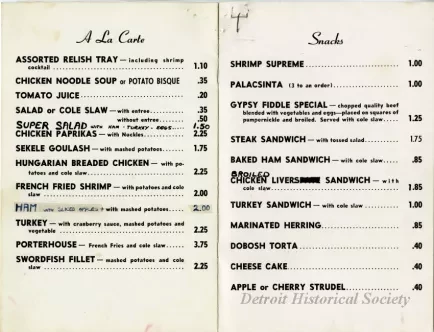 A La Carte
ASSORTED RELISH TRAY — including shrimp
cocktail 1.10
CHICKEN NOODLE SOUP or POTATO BISQUE .35
TOMATO JUICE .20
SALAD or COLE SLAW — with entree .35
without entree .50
SUPER SALAD with HAM - TURKEY - EGGS 1.50
CHICKEN PAPRIKAS — with Nockles 2.25
SEKELE GOULASH — with mashed potatoes 1.75
HUNGARIAN BREADED CHICKEN — with po-
tatoes and cole slaw 2.25
FRENCH FRIED SHRIMP — with potatoes and cole
slaw 2.00
HAM with mashed potatoes 2.00
TURKEY — with cranberry sauce, mashed potatoes and
vegetable 2.25
PORTERHOUSE — French Fries and cole slaw 3.75
SWORDFISH FILLET — mashed potatoes and cole
slaw 2.25
4
Snacks
SHRIMP SUPREME 1.00
PALACSINTA (3 to an order) 1.00
GYPSY FIDDLE SPECIAL — chopped quality beef
blended with vegetables and eggs—placed on squares of
pumpernickle and broiled. Served with cole slaw 1.25
STEAK SANDWICH — with tossed salad 1.75
BAKED HAM SANDWICH — with cole slaw .85
BROILED
CHICKEN LIVERS SANDWICH — with
cole slaw 1.85
TURKEY SANDWICH — with cole slaw 1.00
MARINATED HERRING .85
DOBOSH TORTA .40
CHEESE CAKE .40
APPLE or CHERRY STRUDEL .40
Detroit Historical Society